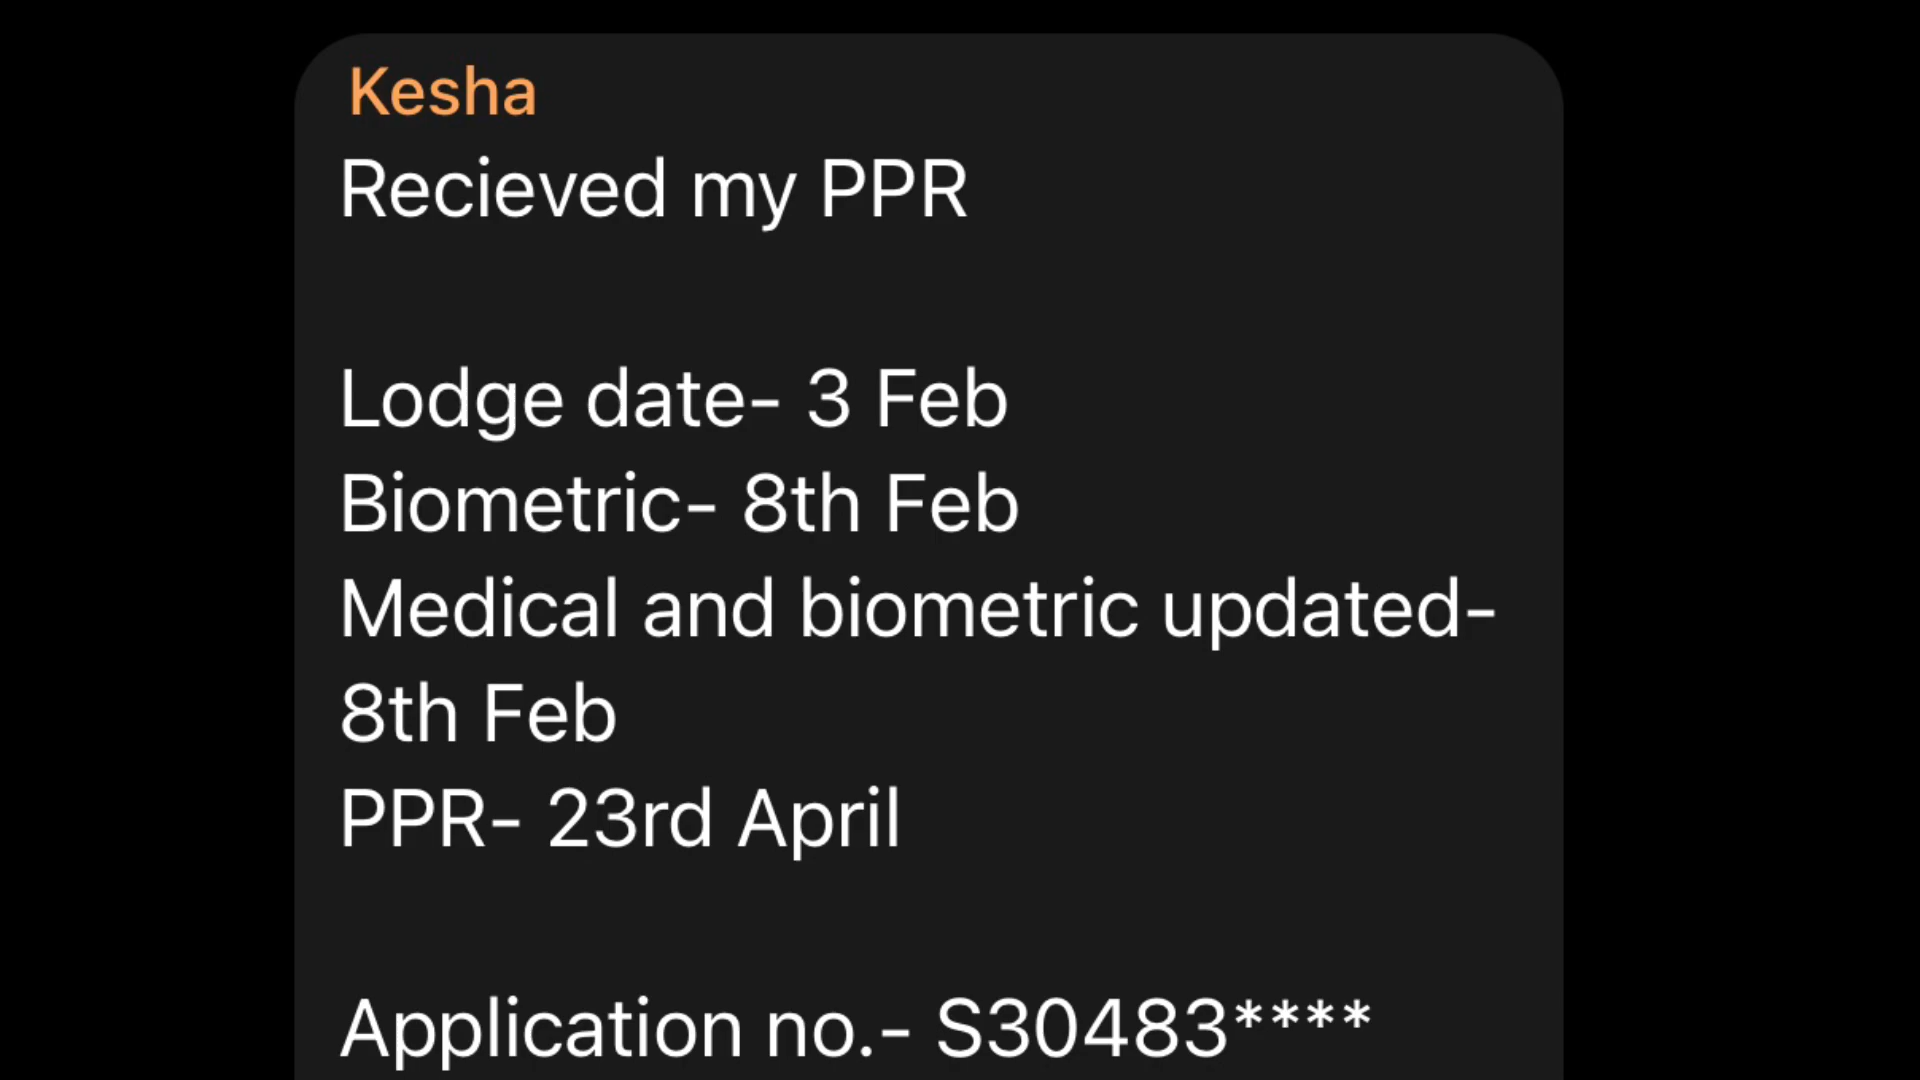 Kesha
Recieved my PPR
Lodge date- 3 Feb
Biometric- 8th Feb
Medical and biometric updated-
8th Feb
PPR- 23rd April
Application no.- S30483****